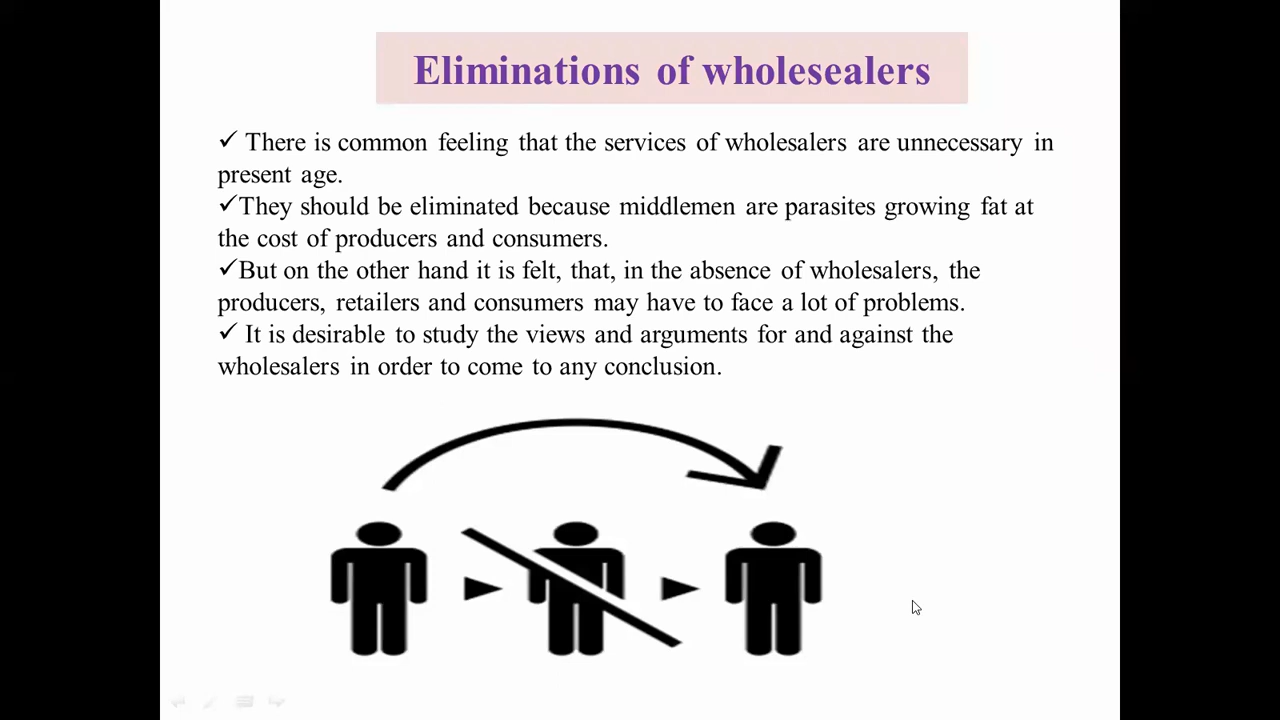 Eliminations of wholesealers
✓ There is common feeling that the services of wholesalers are unnecessary in
present age.
✓They should be eliminated because middlemen are parasites growing fat at
the cost of producers and consumers.
✓But on the other hand it is felt, that, in the absence of wholesalers, the
producers, retailers and consumers may have to face a lot of problems.
✓ It is desirable to study the views and arguments for and against the
wholesalers in order to come to any conclusion.